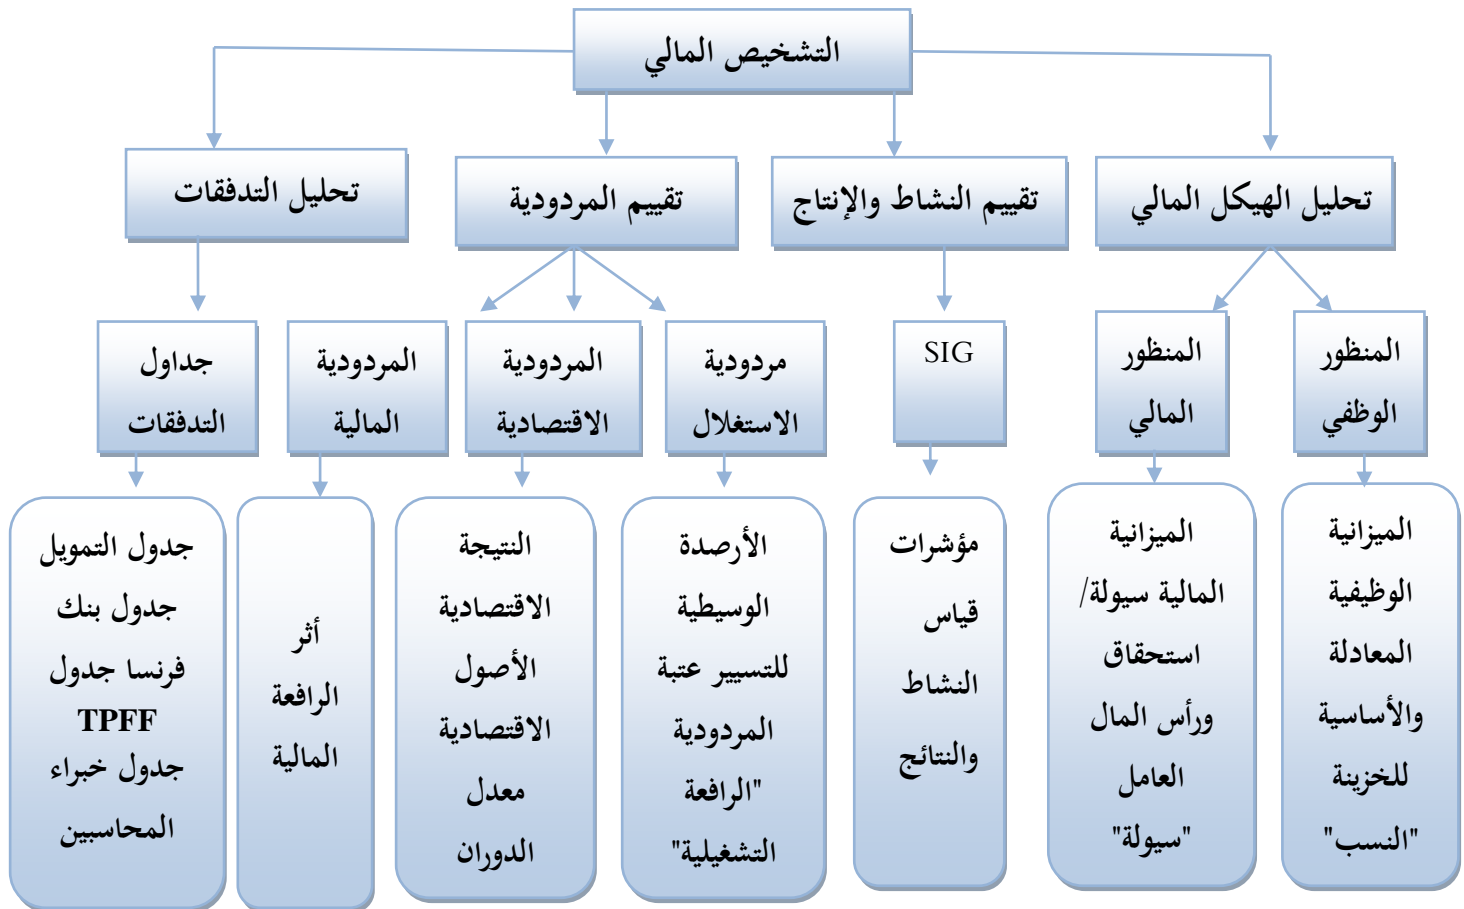 التشخيص المالي
تحليل الهيكل المالي
تقييم النشاط والإنتاج
تقييم المردودية
تحليل التدفقات
المنظور
الوظفي
المنظور
المالي
SIG
مردودية
الاستغلال
المردودية
الاقتصادية
المردودية
المالية
جداول
التدفقات
الميزانية
الوظيفية
المعادلة
والأساسية
للخزينة
"النسب"
الميزانية
المالية سيولة/
استحقاق
ورأس المال
العامل
"سيولة"
مؤشرات
قياس
النشاط
والنتائج
الأرصدة
الوسيطية
للتسيير عتبة
المردودية
"الرافعة
التشغيلية"
النتيجة
الاقتصادية
الأصول
الاقتصادية
معدل
الدوران
أثر
الرافعة
المالية
جدول التمويل
جدول بنك
فرنسا جدول
TPFF
جدول خبراء
المحاسبين